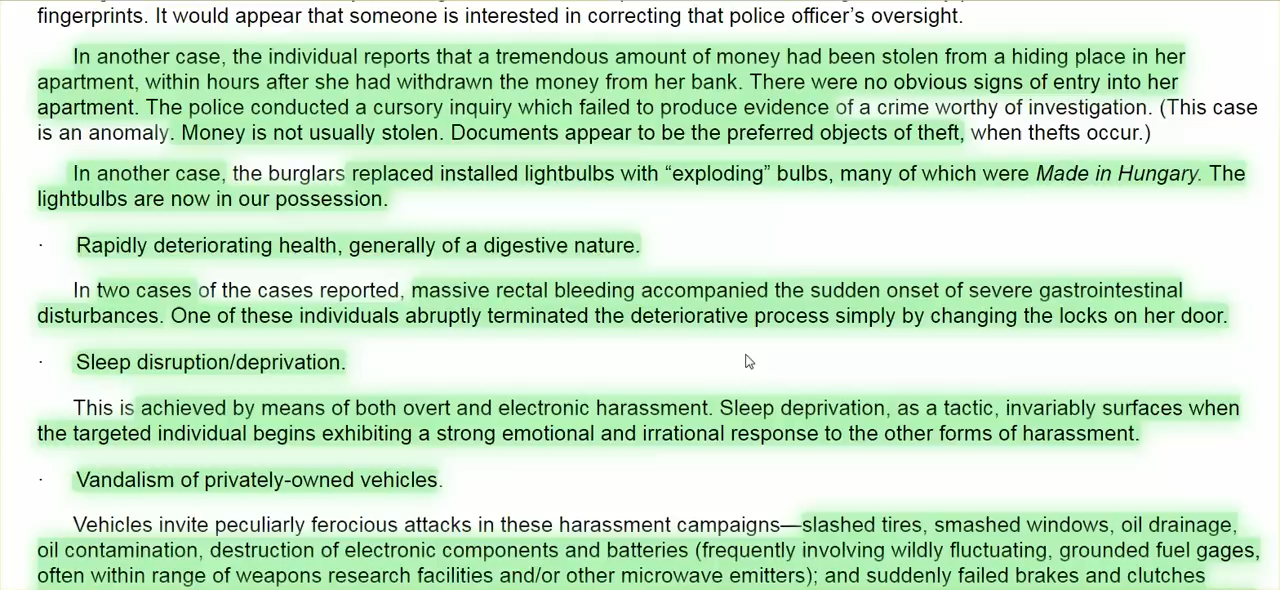 fingerprints. It would appear that someone is interested in correcting that police officer’s oversight.
In another case, the individual reports that a tremendous amount of money had been stolen from a hiding place in her
apartment, within hours after she had withdrawn the money from her bank. There were no obvious signs of entry into her
apartment. The police conducted a cursory inquiry which failed to produce evidence of a crime worthy of investigation. (This case
is an anomaly. Money is not usually stolen. Documents appear to be the preferred objects of theft, when thefts occur.)
In another case, the burglars replaced installed lightbulbs with “exploding” bulbs, many of which were Made in Hungary. The
lightbulbs are now in our possession.
· Rapidly deteriorating health, generally of a digestive nature.
In two cases of the cases reported, massive rectal bleeding accompanied the sudden onset of severe gastrointestinal
disturbances. One of these individuals abruptly terminated the deteriorative process simply by changing the locks on her door.
· Sleep disruption/deprivation.
This is achieved by means of both overt and electronic harassment. Sleep deprivation, as a tactic, invariably surfaces when
the targeted individual begins exhibiting a strong emotional and irrational response to the other forms of harassment.
· Vandalism of privately-owned vehicles.
Vehicles invite peculiarly ferocious attacks in these harassment campaigns—slashed tires, smashed windows, oil drainage,
oil contamination, destruction of electronic components and batteries (frequently involving wildly fluctuating, grounded fuel gages,
often within range of weapons research facilities and/or other microwave emitters); and suddenly failed brakes and clutches